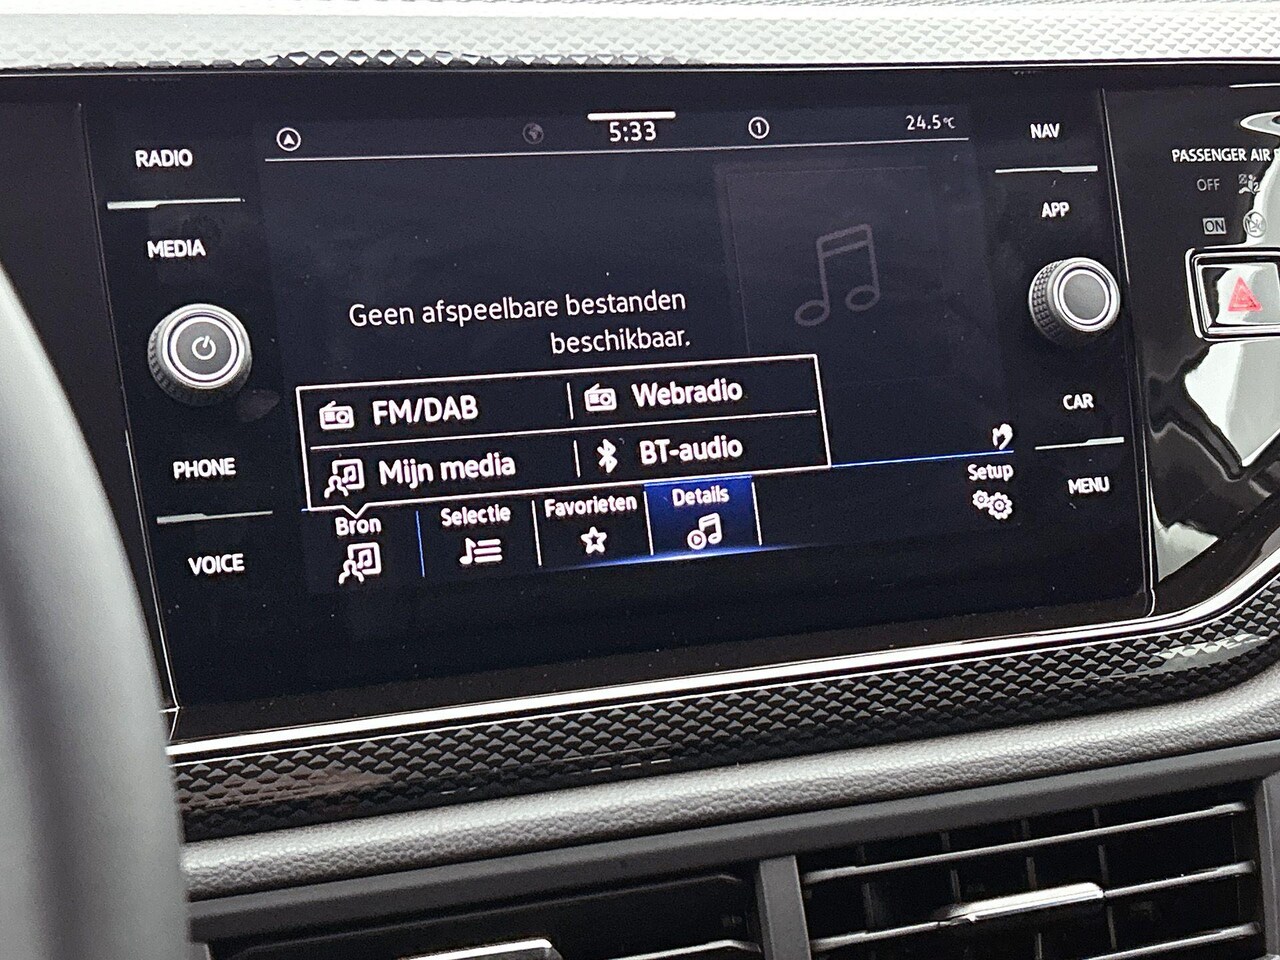 RADIO
MEDIA
PHONE
VOICE
5:33
1
24.5°C
Geen afspeelbare bestanden
beschikbaar.
FM/DAB
Webradio
Mijn media
BT-audio
Bron
Selectie
Favorieten
Details
Setup
NAV
APP
CAR
MENU
PASSENGER AIR
OFF
ON